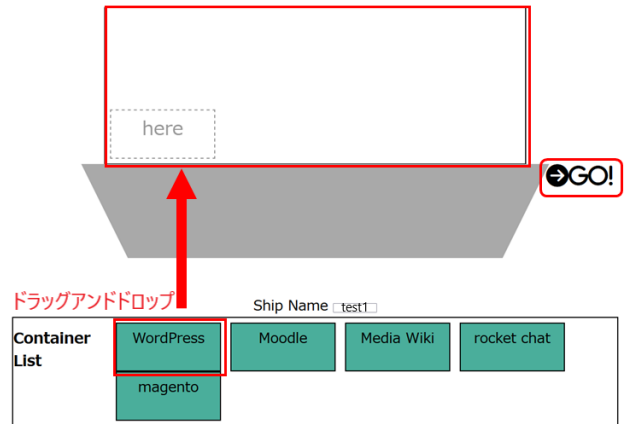 here
GO!
ドラッグアンドドロップ
Ship Name test1
Container List
WordPress
Moodle
Media Wiki
rocket chat
magento